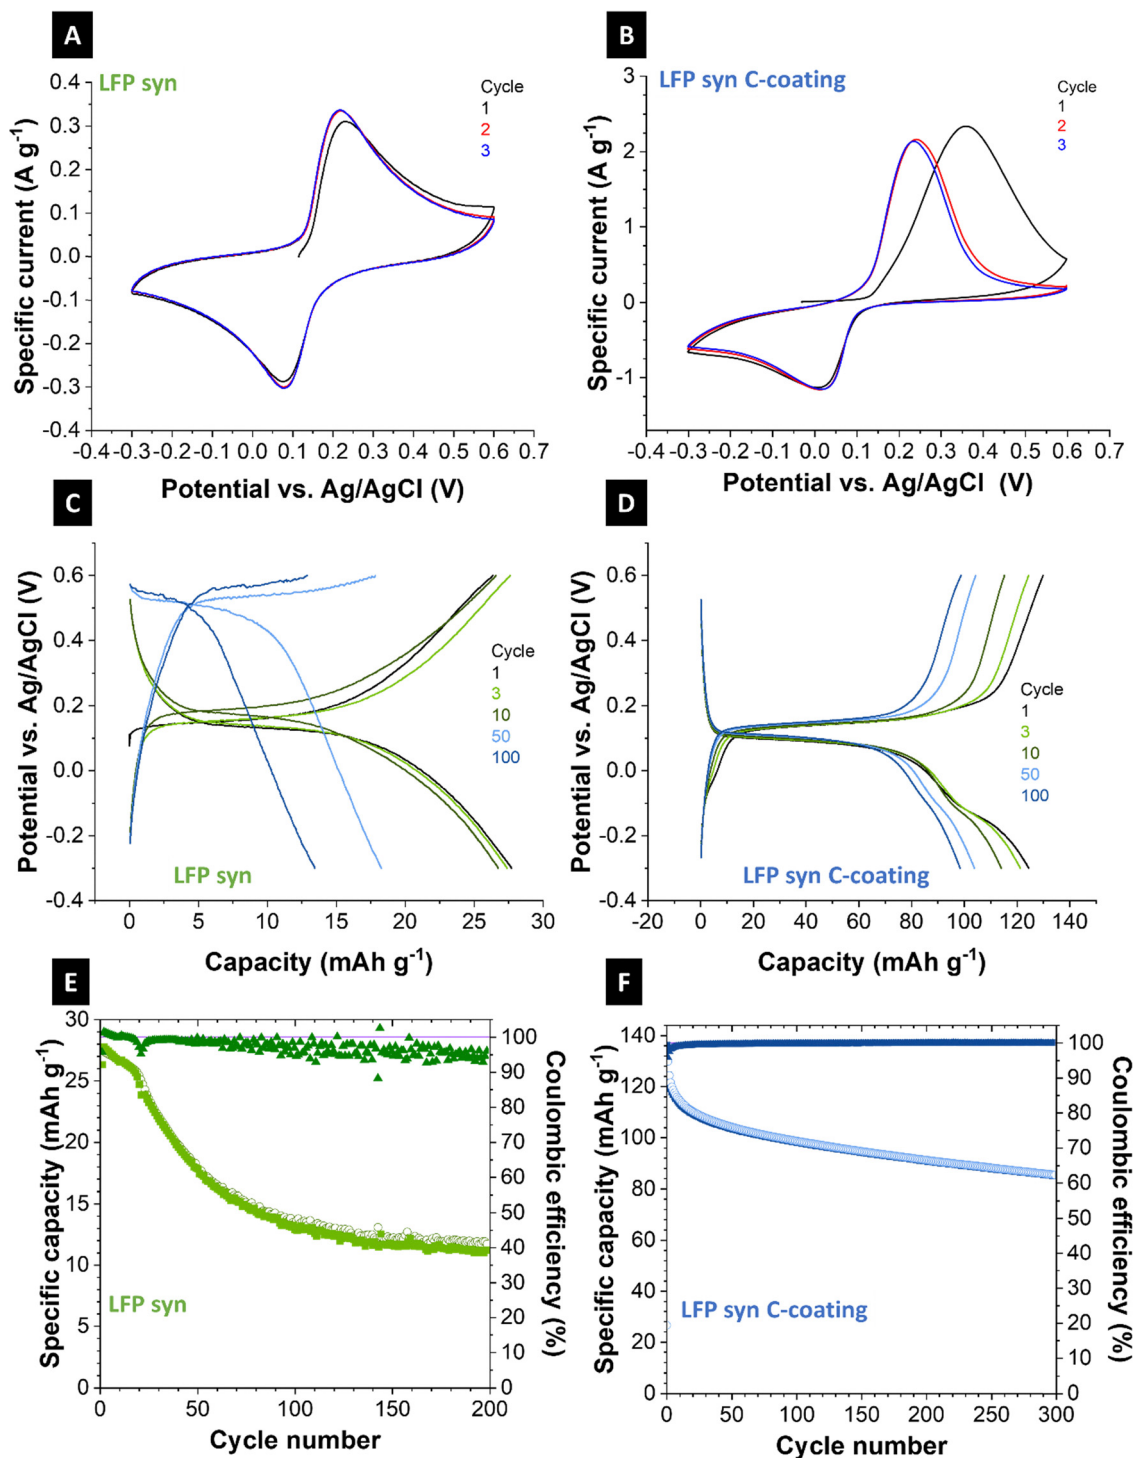 A
LFP syn
Cycle
1
2
3
0.4
0.3
0.2
0.1
0.0
-0.1
-0.2
-0.3
-0.4
Specific current (A g⁻¹)
-0.4 -0.3 -0.2 -0.1 0.0 0.1 0.2 0.3 0.4 0.5 0.6 0.7
Potential vs. Ag/AgCl (V)
B
LFP syn C-coating
Cycle
1
2
3
3
2
1
0
-1
Specific current (A g⁻¹)
-0.4 -0.3 -0.2 -0.1 0.0 0.1 0.2 0.3 0.4 0.5 0.6 0.7
Potential vs. Ag/AgCl (V)
C
0.6
0.4
0.2
0.0
-0.2
-0.4
Potential vs. Ag/AgCl (V)
Cycle
1
3
10
50
100
LFP syn
0 5 10 15 20 25 30
Capacity (mAh g⁻¹)
D
0.6
0.4
0.2
0.0
-0.2
-0.4
Potential vs. Ag/AgCl (V)
Cycle
1
3
10
50
100
LFP syn C-coating
-20 0 20 40 60 80 100 120 140
Capacity (mAh g⁻¹)
E
30
28
25
23
20
18
15
13
10
8
5
3
0
Specific capacity (mAh g⁻¹)
100
90
80
70
60
50
40
30
20
10
0
Coulombic efficiency (%)
LFP syn
0 50 100 150 200
Cycle number
F
140
120
100
80
60
40
20
0
Specific capacity (mAh g⁻¹)
100
90
80
70
60
50
40
30
20
10
0
Coulombic efficiency (%)
LFP syn C-coating
0 50 100 150 200 250 300
Cycle number